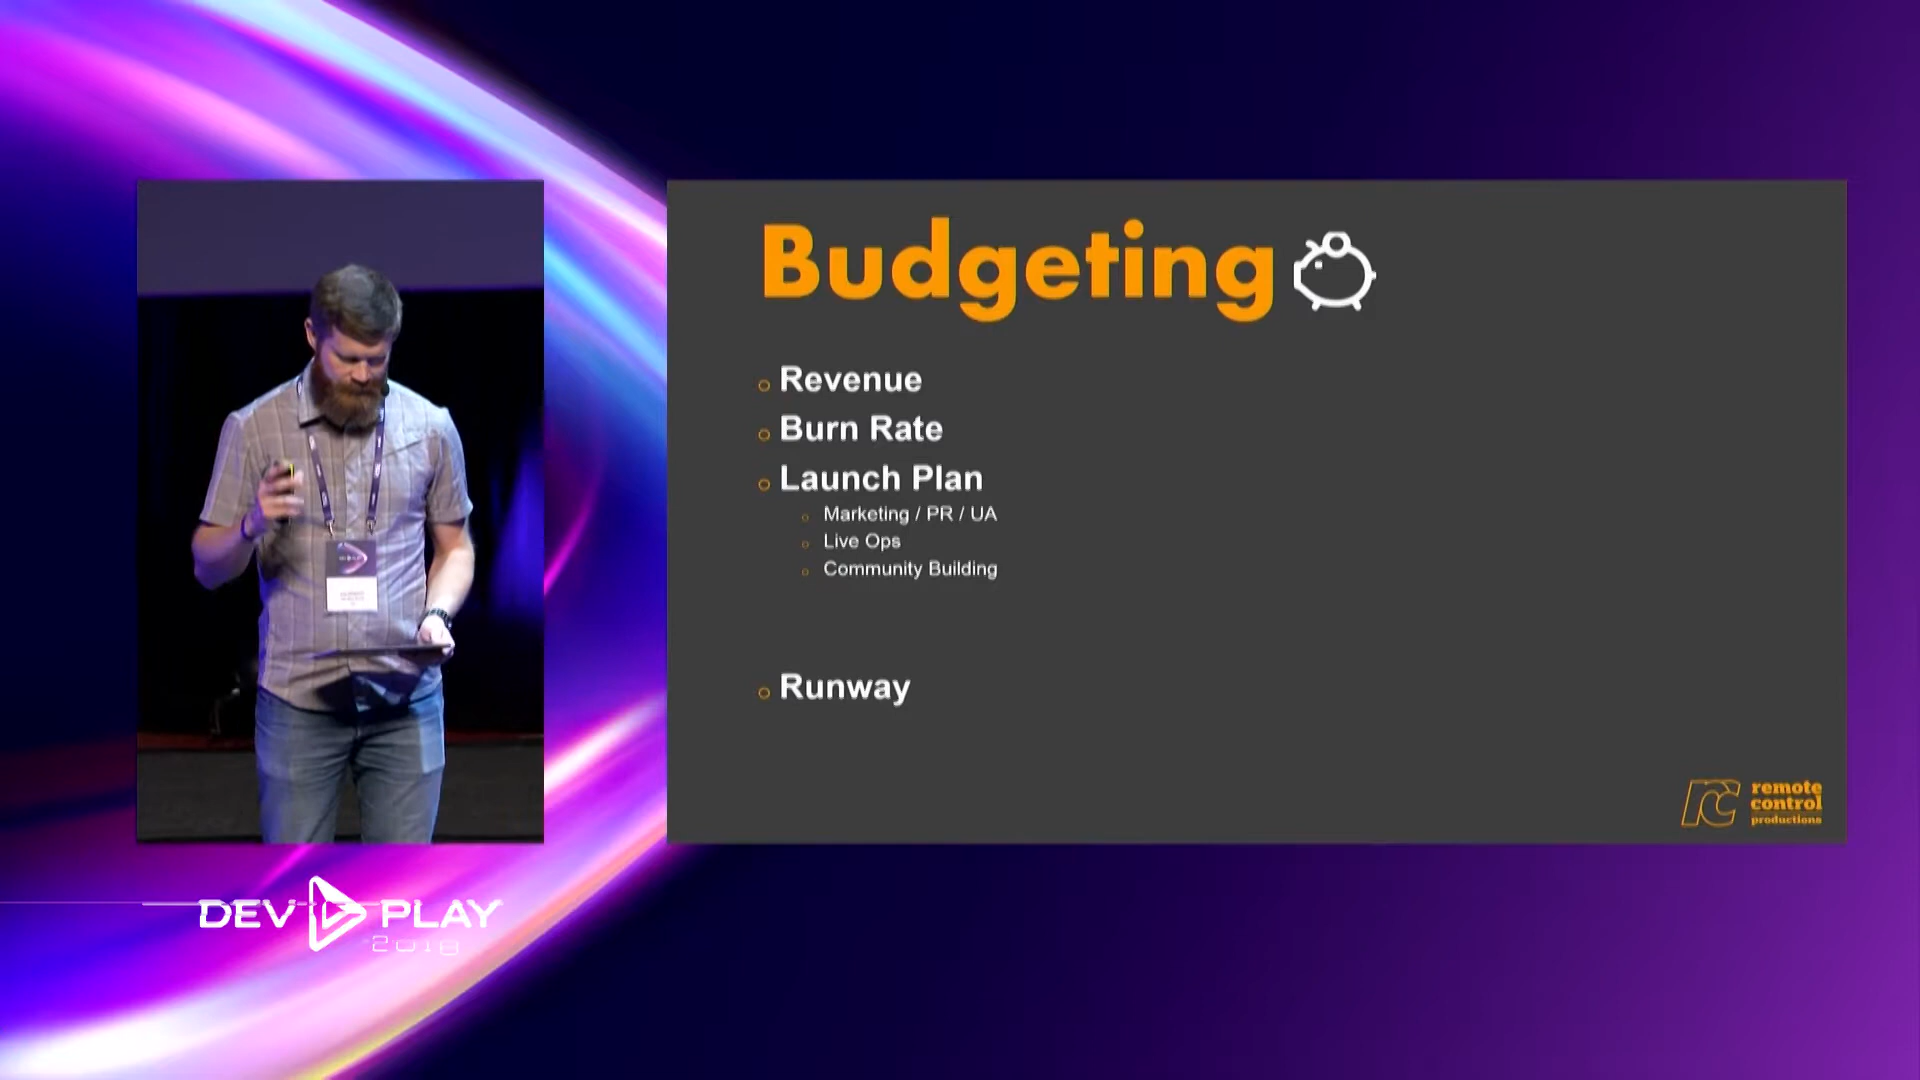 Budgeting
Revenue
Burn Rate
Launch Plan
Marketing / PR / UA
Live Ops
Community Building
Runway
remote
control
productions
DEV PLAY
2018